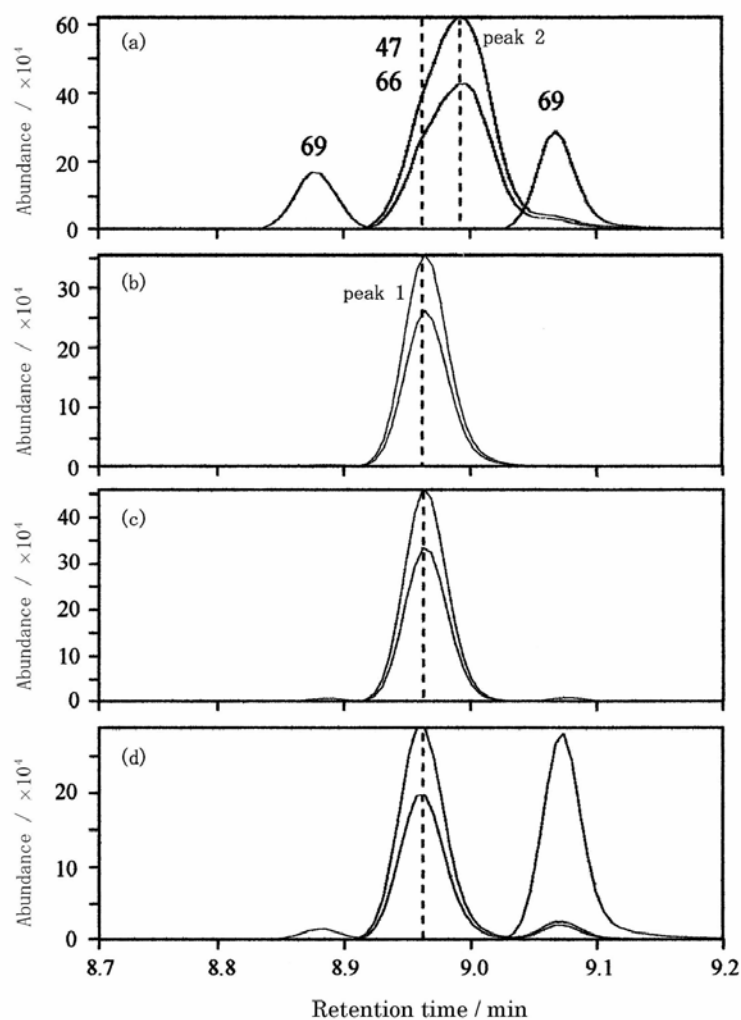 (a)
60
47
peak 2
66
40
69
69
20
0
Abundance / ×10⁴
(b)
30
peak 1
20
10
0
Abundance / ×10⁴
(c)
40
30
20
10
0
Abundance / ×10⁴
(d)
20
10
0
Abundance / ×10⁴
8.7 8.8 8.9 9.0 9.1 9.2
Retention time / min